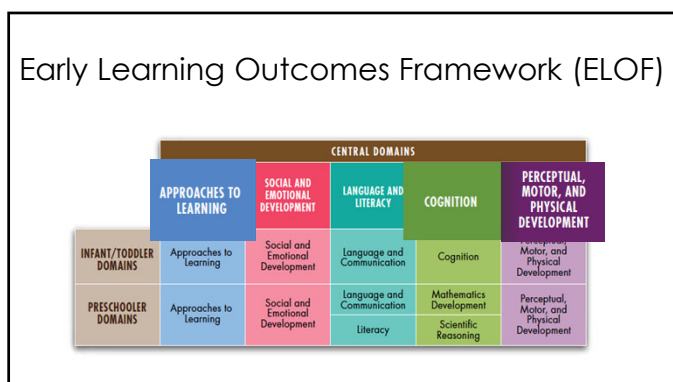 Early Learning Outcomes Framework (ELOF)
CENTRAL DOMAINS
APPROACHES TO
LEARNING
SOCIAL AND
EMOTIONAL
DEVELOPMENT
LANGUAGE AND
LITERACY
COGNITION
PERCEPTUAL,
MOTOR, AND
PHYSICAL
DEVELOPMENT
INFANT/TODDLER
DOMAINS
Approaches to
Learning
Social and
Emotional
Development
Language and
Communication
Cognition
Perceptual,
Motor, and
Physical
Development
PRESCHOOLER
DOMAINS
Approaches to
Learning
Social and
Emotional
Development
Language and
Communication
Literacy
Mathematics
Development
Scientific
Reasoning
Perceptual,
Motor, and
Physical
Development